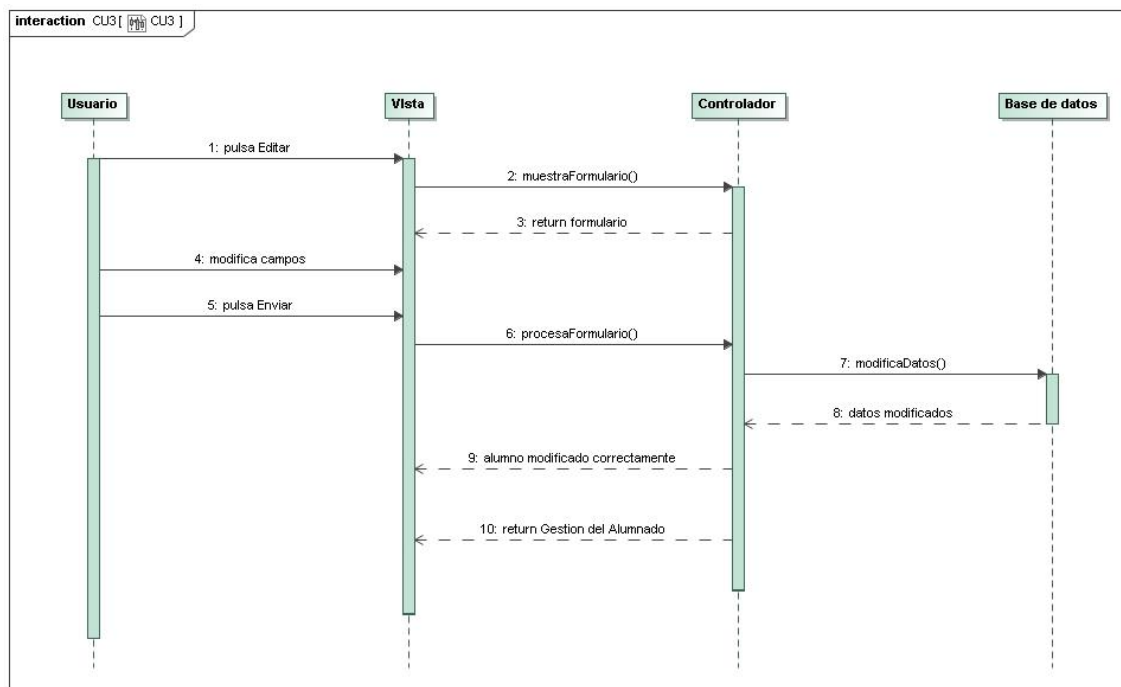 interaction CU3 [ CU3 ]
Usuario
VIsta
Controlador
Base de datos
1: pulsa Editar
2: muestraFormulario()
3: return formulario
4: modifica campos
5: pulsa Enviar
6: procesaFormulario()
7: modificaDatos()
8: datos modificados
9: alumno modificado correctamente
10: return Gestion del Alumnado